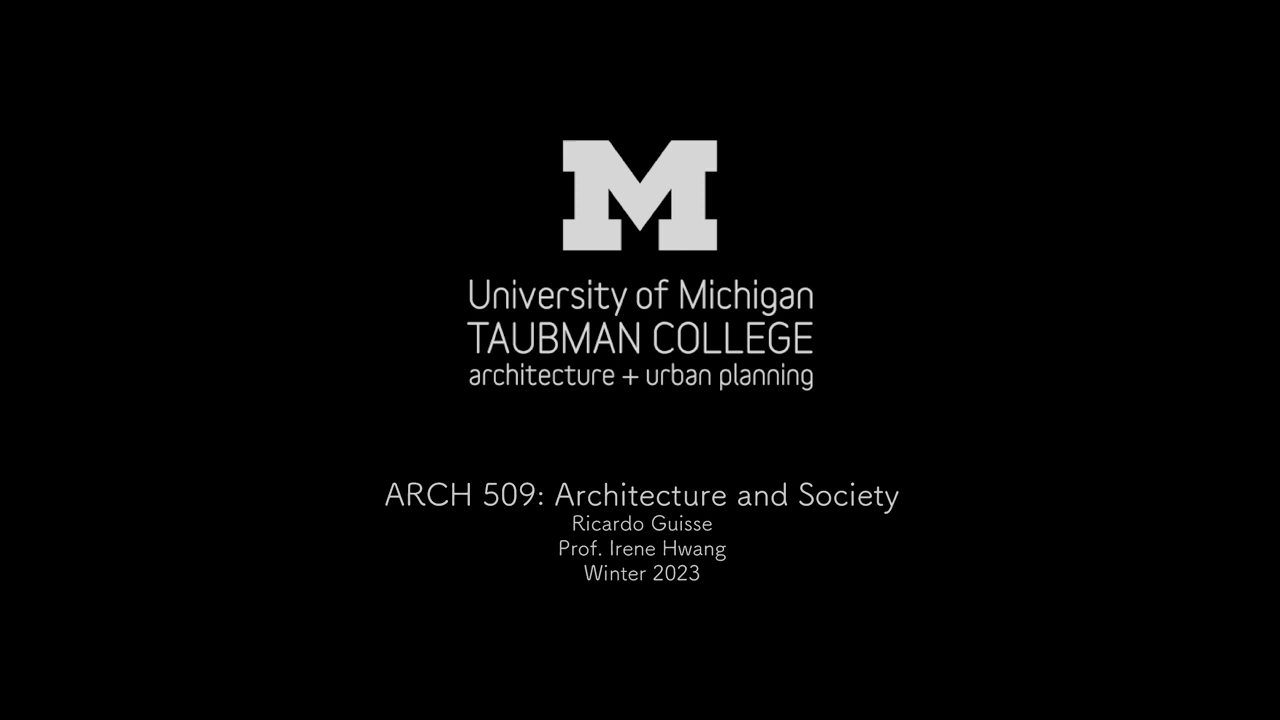 M
University of Michigan
TAUBMAN COLLEGE
architecture + urban planning
ARCH 509: Architecture and Society
Ricardo Guisse
Prof. Irene Hwang
Winter 2023